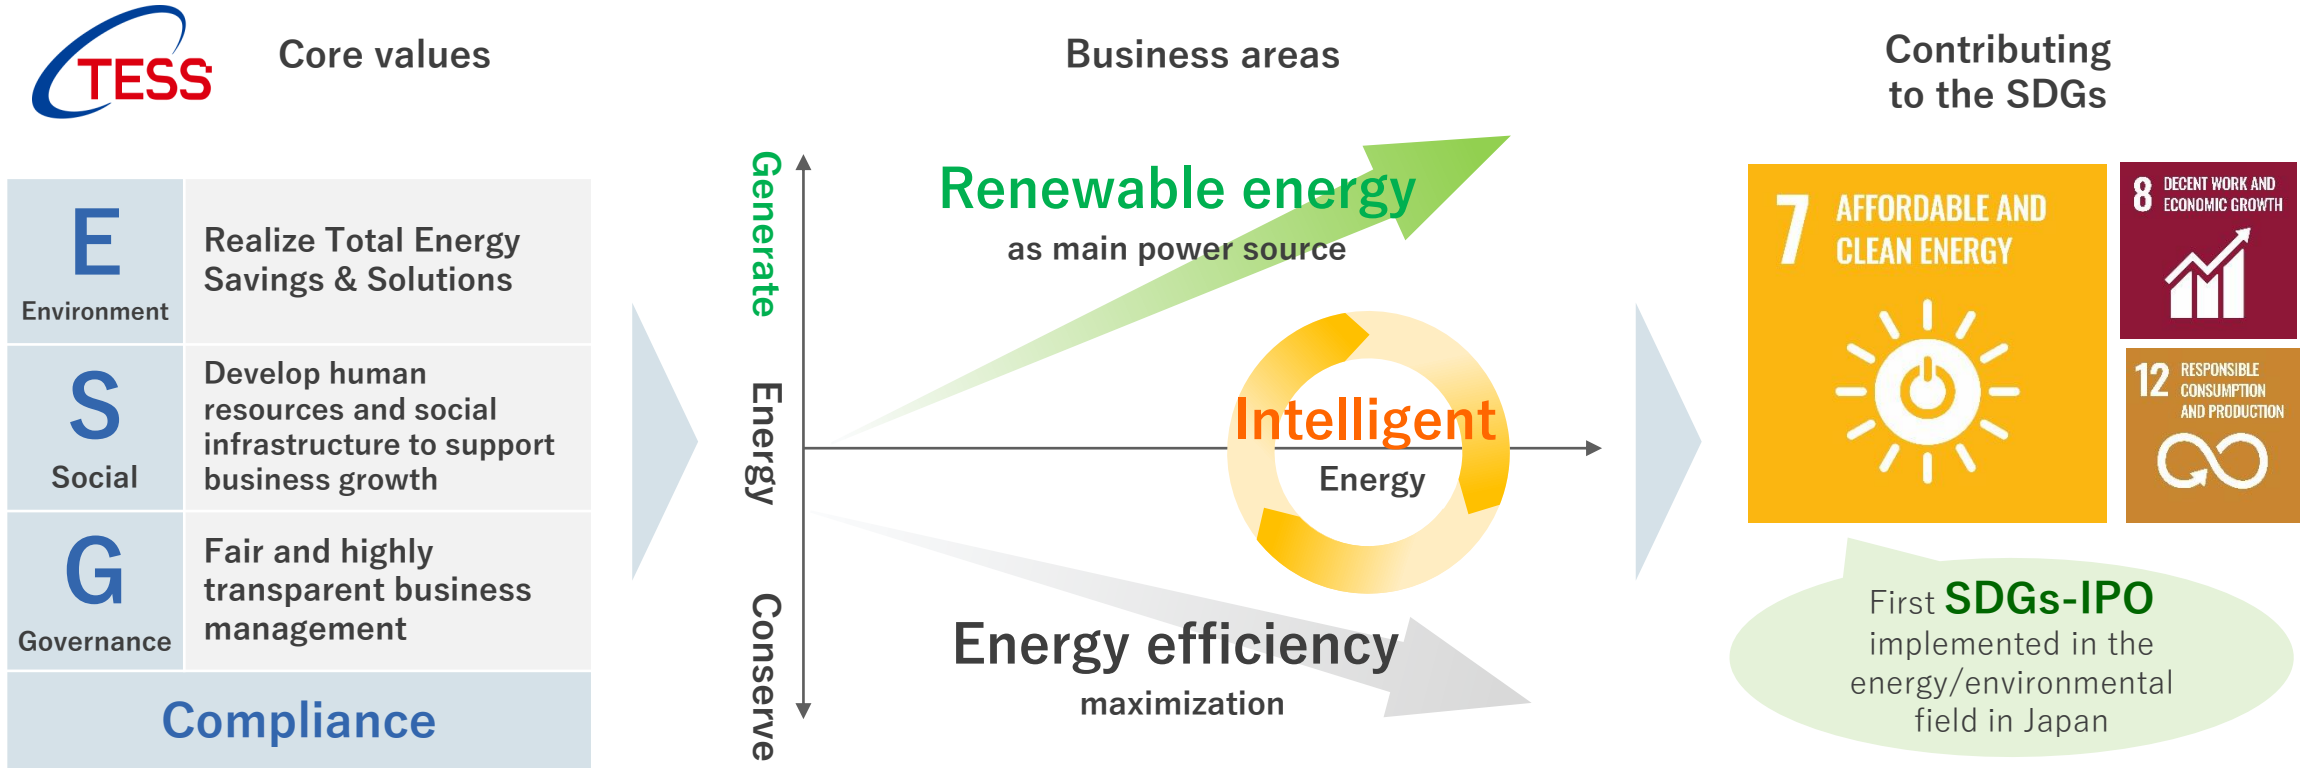 TESS
Core values
E
Environment
Realize Total Energy
Savings & Solutions
S
Social
Develop human
resources and social
infrastructure to support
business growth
G
Governance
Fair and highly
transparent business
management
Compliance
Business areas
Generate
Energy
Conserve
Renewable energy
as main power source
Intelligent
Energy
Energy efficiency
maximization
Contributing
to the SDGs
7 AFFORDABLE AND
CLEAN ENERGY
8 DECENT WORK AND
ECONOMIC GROWTH
12 RESPONSIBLE
CONSUMPTION
AND PRODUCTION
First SDGs-IPO
implemented in the
energy/environmental
field in Japan